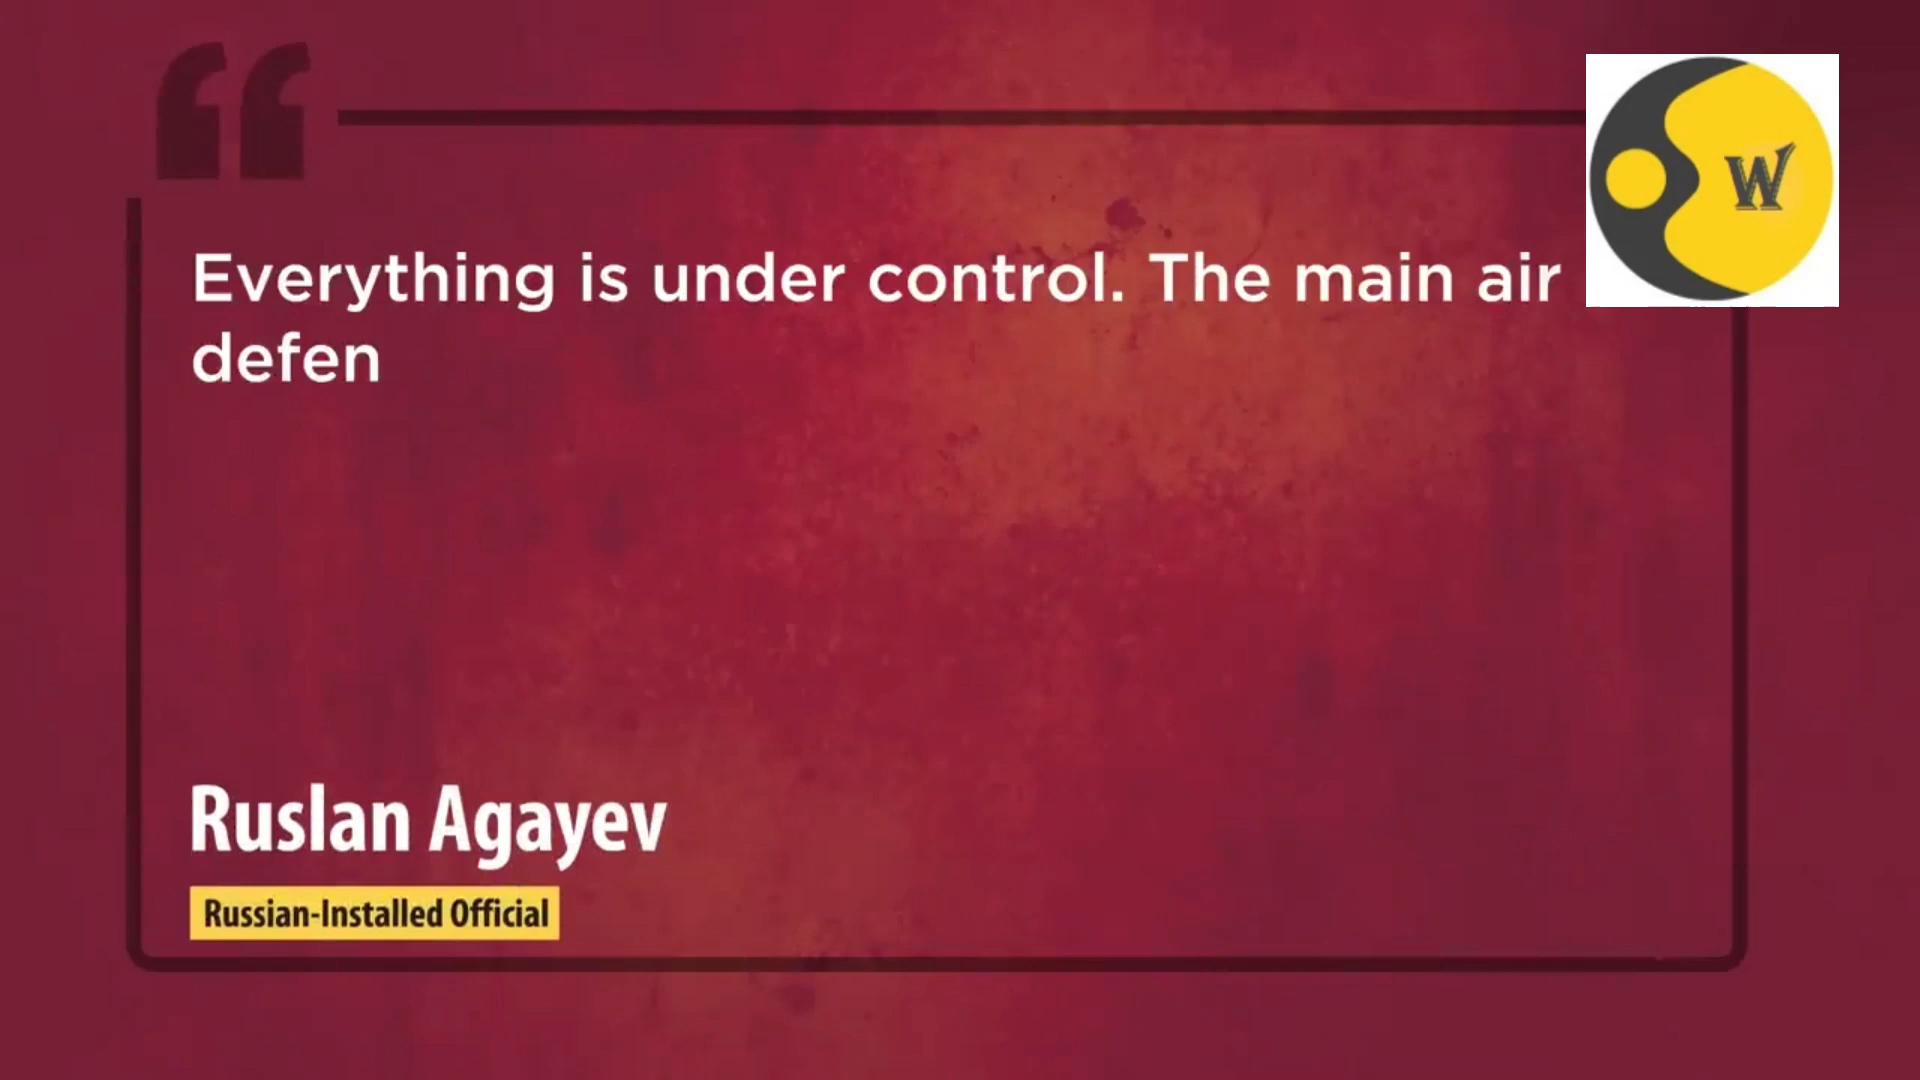 Everything is under control. The main air
defen
Ruslan Agayev
Russian-Installed Official
W